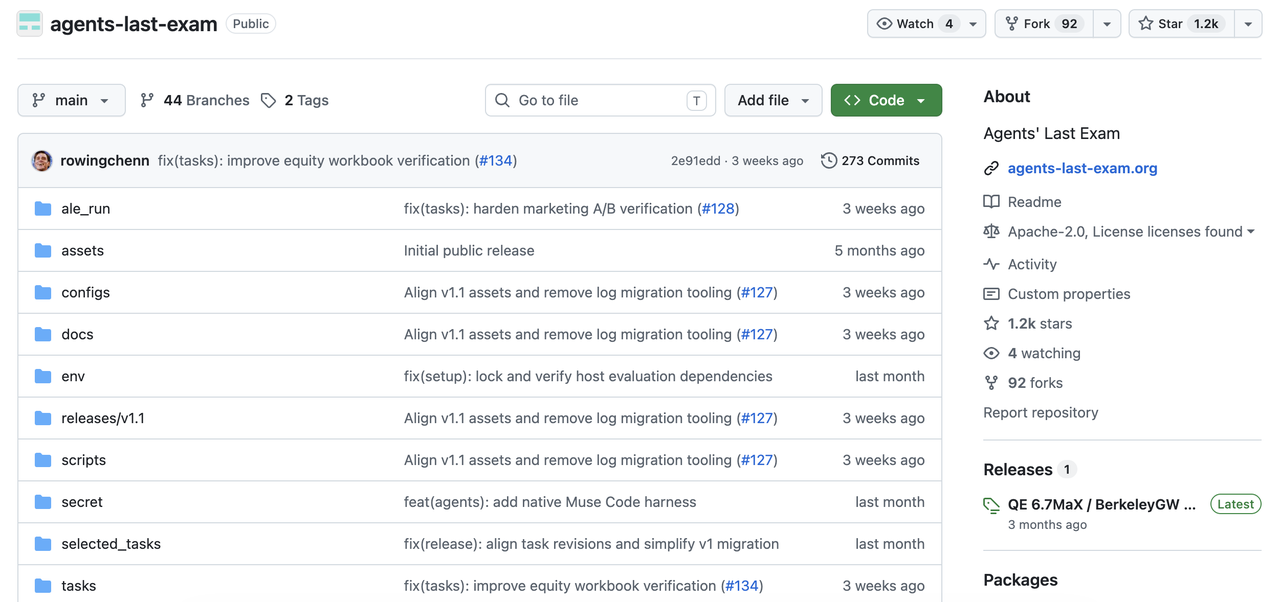 agents-last-exam Public Watch 4 Fork 92 Star 1.2k
main 44 Branches 2 Tags Go to file T Add file Code
rowingchenn fix(tasks): improve equity workbook verification (#134) 2e91edd · 3 weeks ago 273 Commits
ale_run fix(tasks): harden marketing A/B verification (#128) 3 weeks ago
assets Initial public release 5 months ago
configs Align v1.1 assets and remove log migration tooling (#127) 3 weeks ago
docs Align v1.1 assets and remove log migration tooling (#127) 3 weeks ago
env fix(setup): lock and verify host evaluation dependencies last month
releases/v1.1 Align v1.1 assets and remove log migration tooling (#127) 3 weeks ago
scripts Align v1.1 assets and remove log migration tooling (#127) 3 weeks ago
secret feat(agents): add native Muse Code harness last month
selected_tasks fix(release): align task revisions and simplify v1 migration last month
tasks fix(tasks): improve equity workbook verification (#134) 3 weeks ago
About
Agents' Last Exam
agents-last-exam.org
Readme
Apache-2.0, License licenses found
Activity
Custom properties
1.2k stars
4 watching
92 forks
Report repository
Releases 1
QE 6.7MaX / BerkeleyGW ... Latest
3 months ago
Packages